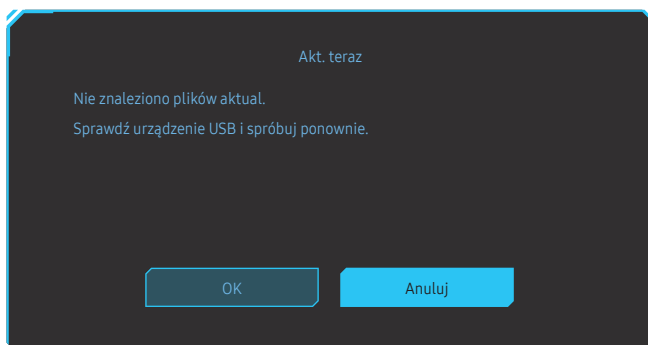 Akt. teraz
Nie znaleziono plików aktual.
Sprawdź urządzenie USB i spróbuj ponownie.
OK
Anuluj